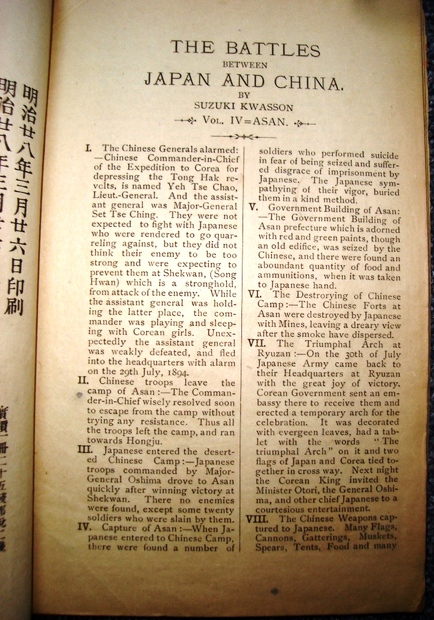 明治廿八年三月廿六日印刷
明治廿八年三月
THE BATTLES
BETWEEN
JAPAN AND CHINA.
BY
SUZUKI KWASSON
VOL. IV=ASAN.
I. The Chinese Generals alarmed:
—Chinese Commander-in-Chief
of the Expedition to Corea for
depressing the Tong Hak re-
volts, is named Yeh Tse Chao,
Lieut.-General. And the assist-
ant general was Major-General
Set Tse Ching. They were not
expected to fight with Japanese
who were rendered to go quar-
reling against, but they did not
think their enemy to be too
strong and were expecting to
prevent them at Shekwan, (Song
Hwan) which is a stronghold,
from attack of the enemy. While
the assistant general was hold-
ing the latter place, the com-
mander was playing and sleep-
ing with Corean girls. Unex-
pectedly the assistant general
was weakly defeated, and fled
into the headquarters with alarm
on the 29th July, 1894.
II. Chinese troops leave the
camp of Asan:—The Comman-
der-in-Chief wisely resolved soon
to escape from the camp without
trying any resistance. Thus all
the troops left the camp, and ran
towards Hongju.
III. Japanese entered the desert-
ed Chinese Camp:—Japanese
troops commanded by Major-
General Oshima drove to Asan
quickly after winning victory at
Shekwan. There no enemies
were found, except some twenty
soldiers who were slain by them.
IV. Capture of Asan:—When Ja-
panese entered to Chinese Camp,
there were found a number of
soldiers who performed suicide
in fear of being seized and suffer-
ed disgrace of imprisonment by
Japanese. The Japanese sym-
pathying of their vigor, buried
them in a kind method.
V. Government Building of Asan:
—The Government Building of
Asan prefecture which is adorned
with red and green paints, though
an old edifice, was seized by the
Chinese, and there were found an
aboundant quantity of food and
ammunitions, when it was taken
to Japanese hand.
VI. The Destroying of Chinese
Camp:—The Chinese Forts at
Asan were destroyed by Japanese
with Mines, leaving a dreary view
after the smoke have dispersed.
VII. The Triumphal Arch at
Ryuzan:—On the 30th of July
Japanese Army came back to
their Headquarters at Ryuzan
with the great joy of victory.
Corean Government sent an em-
bassy there to receive them and
erected a temporary arch for the
celebration. It was decorated
with evergreen leaves, had a tab-
let with the words "The
triumphal Arch" on it and two
flags of Japan and Corea tied to-
gether in cross way. Next night
the Corean King invited the
Minister Otori, the General Oshi-
ma, and other chief Japanese to a
courtesious entertainment.
VIII. The Chinese Weapons cap-
tured to Japanese. Many Flags,
Cannons, Gatterings, Muskets,
Spears, Tents, Food and many